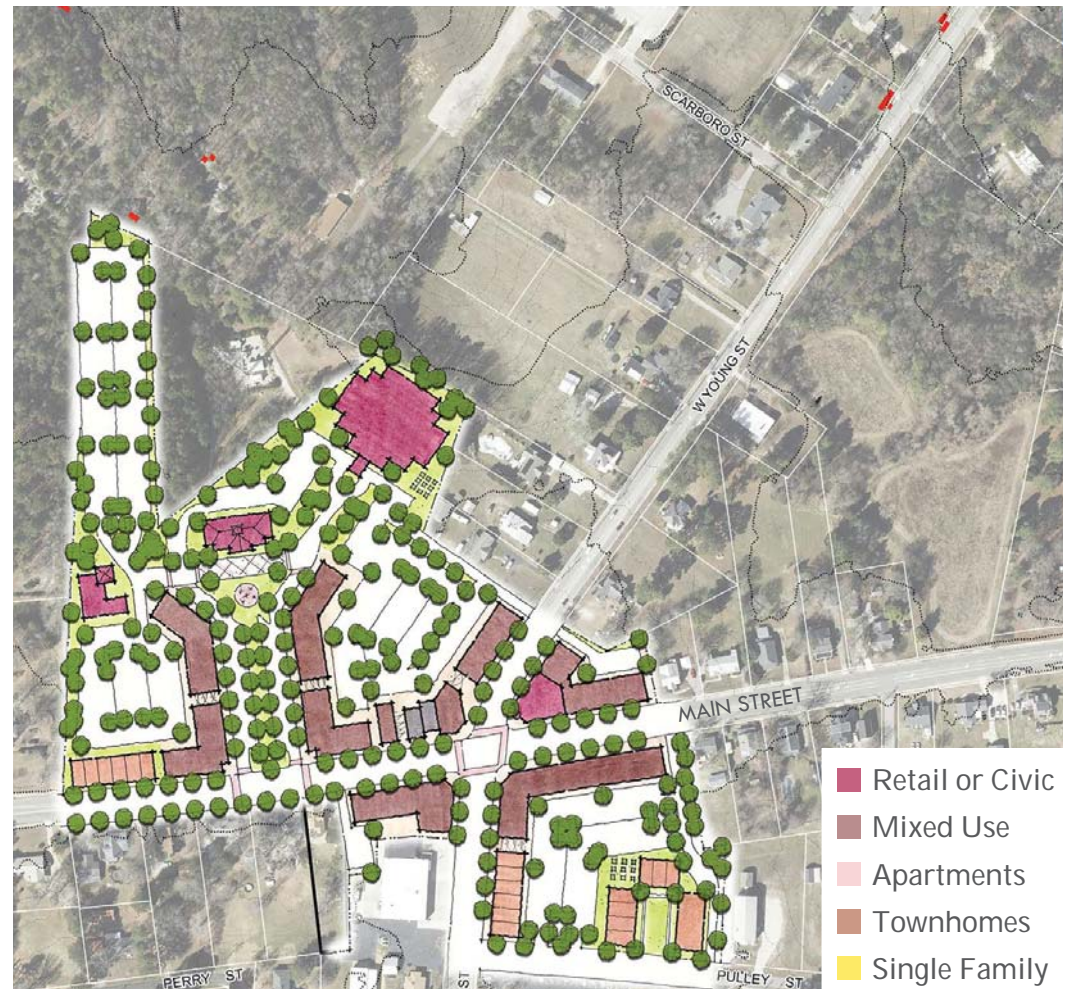 SCARBORO ST
W YOUNG ST
MAIN STREET
Retail or Civic
Mixed Use
Apartments
Townhomes
Single Family
PERRY ST
ST
PULLEY ST